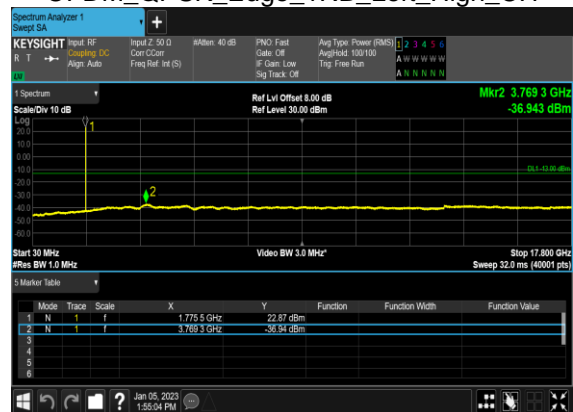 Spectrum Analyzer 1
Swept SA
+
KEYSIGHT Input: RF Input Z: 50 Ω #Atten: 40 dB PNO: Fast Avg Type: Power (RMS) 1 2 3 4 5 6
R T Coupling: DC Corr CCorr Gate: Off Avg|Hold: 100/100 A W W W W W
Align: Auto Freq Ref: Int (S) IF Gain: Low Trig: Free Run
LU Sig Track: Off A N N N N N
1 Spectrum Ref Lvl Offset 8.00 dB Mkr2 3.769 3 GHz
Scale/Div 10 dB Ref Level 30.00 dBm -36.943 dBm
Log
1
20.0
10.0
0.00
-10.0
DL1 -13.00 dBm
-20.0
-30.0
2
-40.0
-50.0
-60.0
Start 30 MHz Video BW 3.0 MHz* Stop 17.800 GHz
#Res BW 1.0 MHz Sweep 32.0 ms (40001 pts)
5 Marker Table
Mode Trace Scale X Y Function Function Width Function Value
1 N 1 f 1.775 5 GHz 22.87 dBm
2 N 1 f 3.769 3 GHz -36.94 dBm
3
4
5
6
? Jan 05, 2023
1:55:04 PM